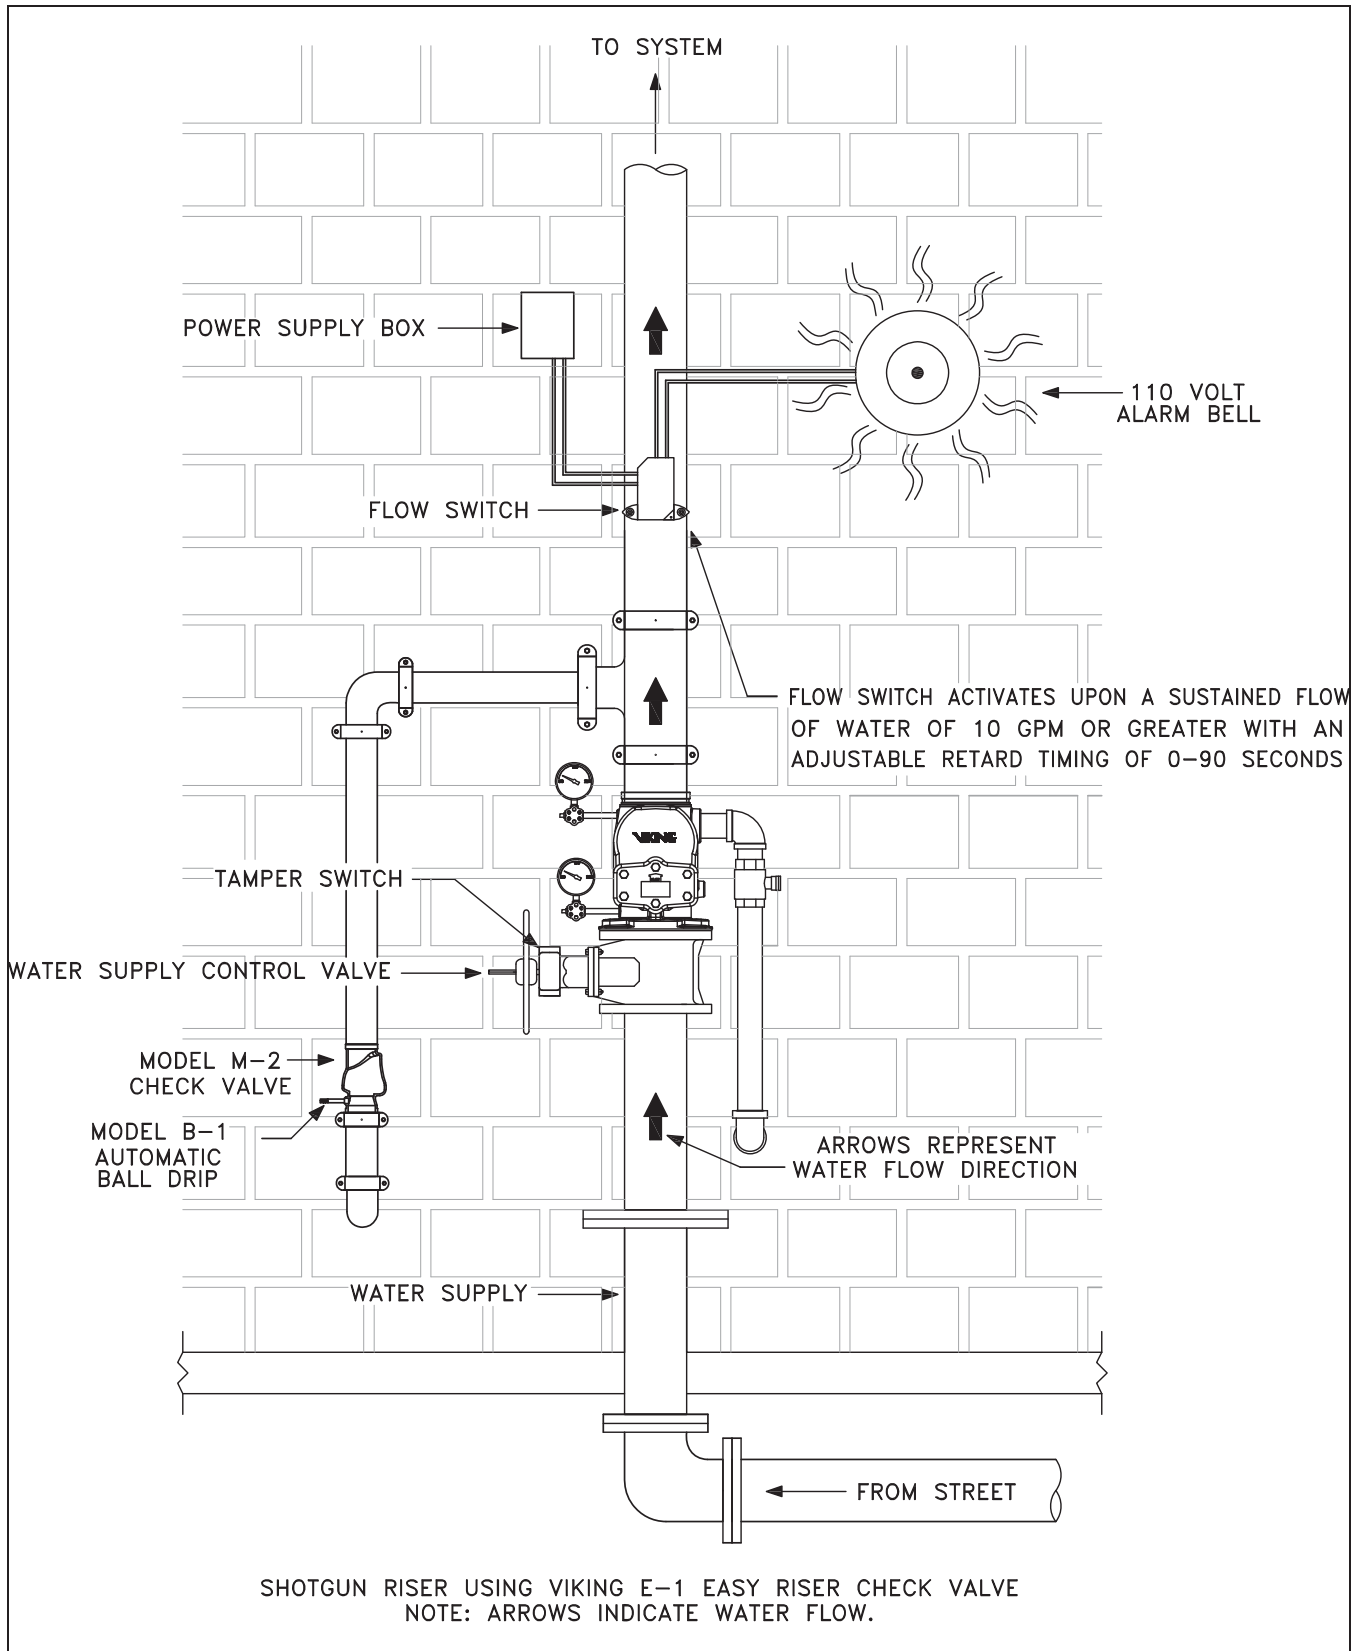 TO SYSTEM
POWER SUPPLY BOX
110 VOLT
ALARM BELL
FLOW SWITCH
FLOW SWITCH ACTIVATES UPON A SUSTAINED FLOW
OF WATER OF 10 GPM OR GREATER WITH AN
ADJUSTABLE RETARD TIMING OF 0-90 SECONDS
VIKING
TAMPER SWITCH
WATER SUPPLY CONTROL VALVE
MODEL M-2
CHECK VALVE
MODEL B-1
AUTOMATIC
BALL DRIP
ARROWS REPRESENT
WATER FLOW DIRECTION
WATER SUPPLY
FROM STREET
SHOTGUN RISER USING VIKING E-1 EASY RISER CHECK VALVE
NOTE: ARROWS INDICATE WATER FLOW.